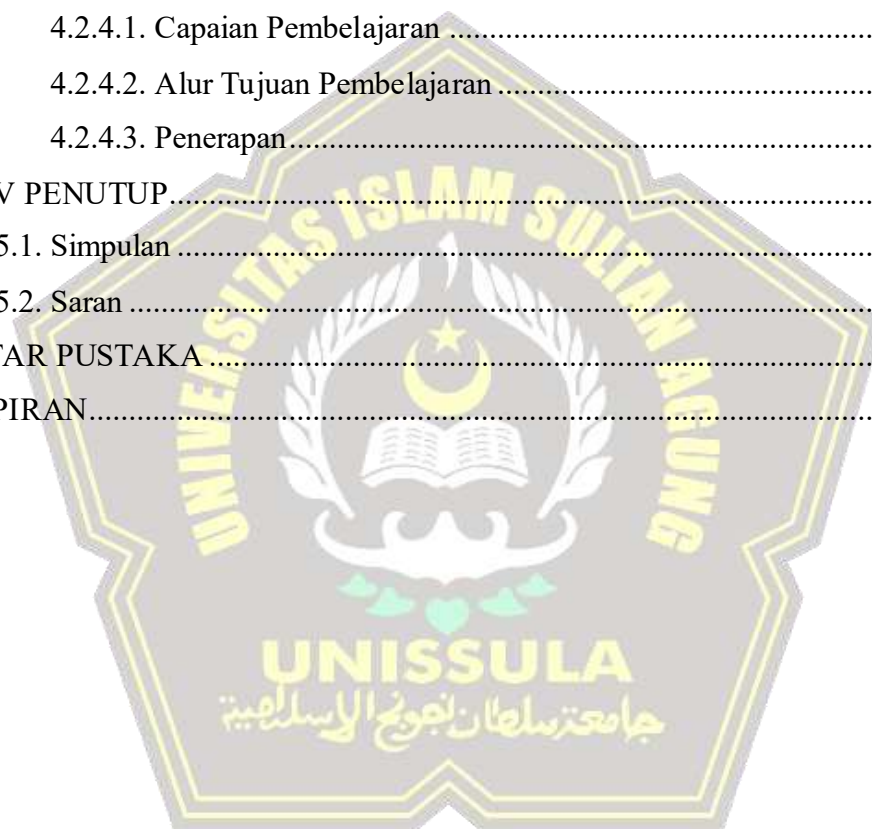 4.2.4.1. Capaian Pembelajaran ....................................................
4.2.4.2. Alur Tujuan Pembelajaran ..............................................
4.2.4.3. Penerapan........................................................................
V PENUTUP.......................................................................................
5.1. Simpulan ......................................................................................
5.2. Saran ............................................................................................
TAR PUSTAKA ..................................................................................
PIRAN.................................................................................................
UNIVERSITAS ISLAM SULTAN AGUNG
UNISSULA
جامعة سلطان أجونج الإسلامية